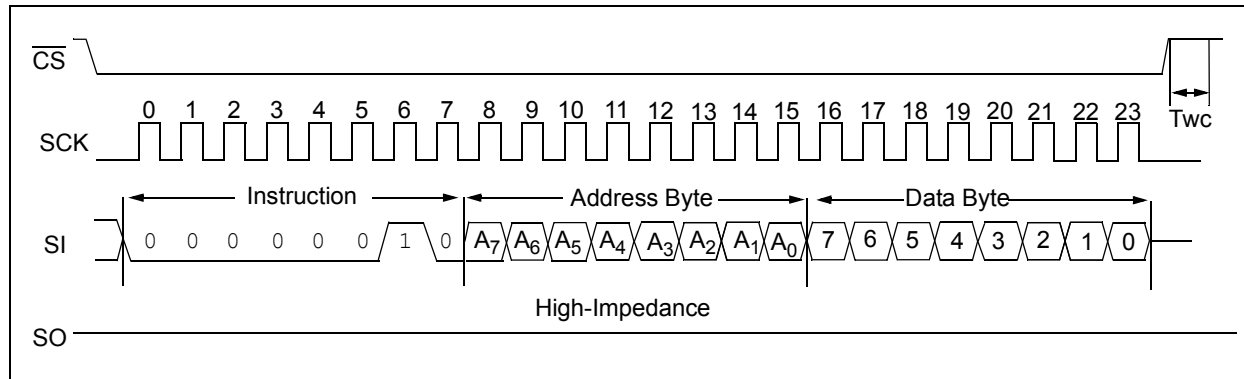 CS
0 1 2 3 4 5 6 7 8 9 10 11 12 13 14 15 16 17 18 19 20 21 22 23
Twc
SCK
Instruction Address Byte Data Byte
SI 0 0 0 0 0 0 1 0 A7 A6 A5 A4 A3 A2 A1 A0 7 6 5 4 3 2 1 0
High-Impedance
SO